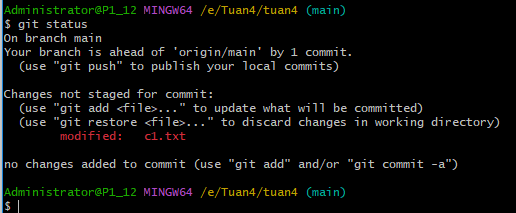 Administrator@P1_12 MINGW64 /e/Tuan4/tuan4 (main)
$ git status
On branch main
Your branch is ahead of 'origin/main' by 1 commit.
  (use "git push" to publish your local commits)

Changes not staged for commit:
  (use "git add <file>..." to update what will be committed)
  (use "git restore <file>..." to discard changes in working directory)
        modified:   c1.txt

no changes added to commit (use "git add" and/or "git commit -a")

Administrator@P1_12 MINGW64 /e/Tuan4/tuan4 (main)
$